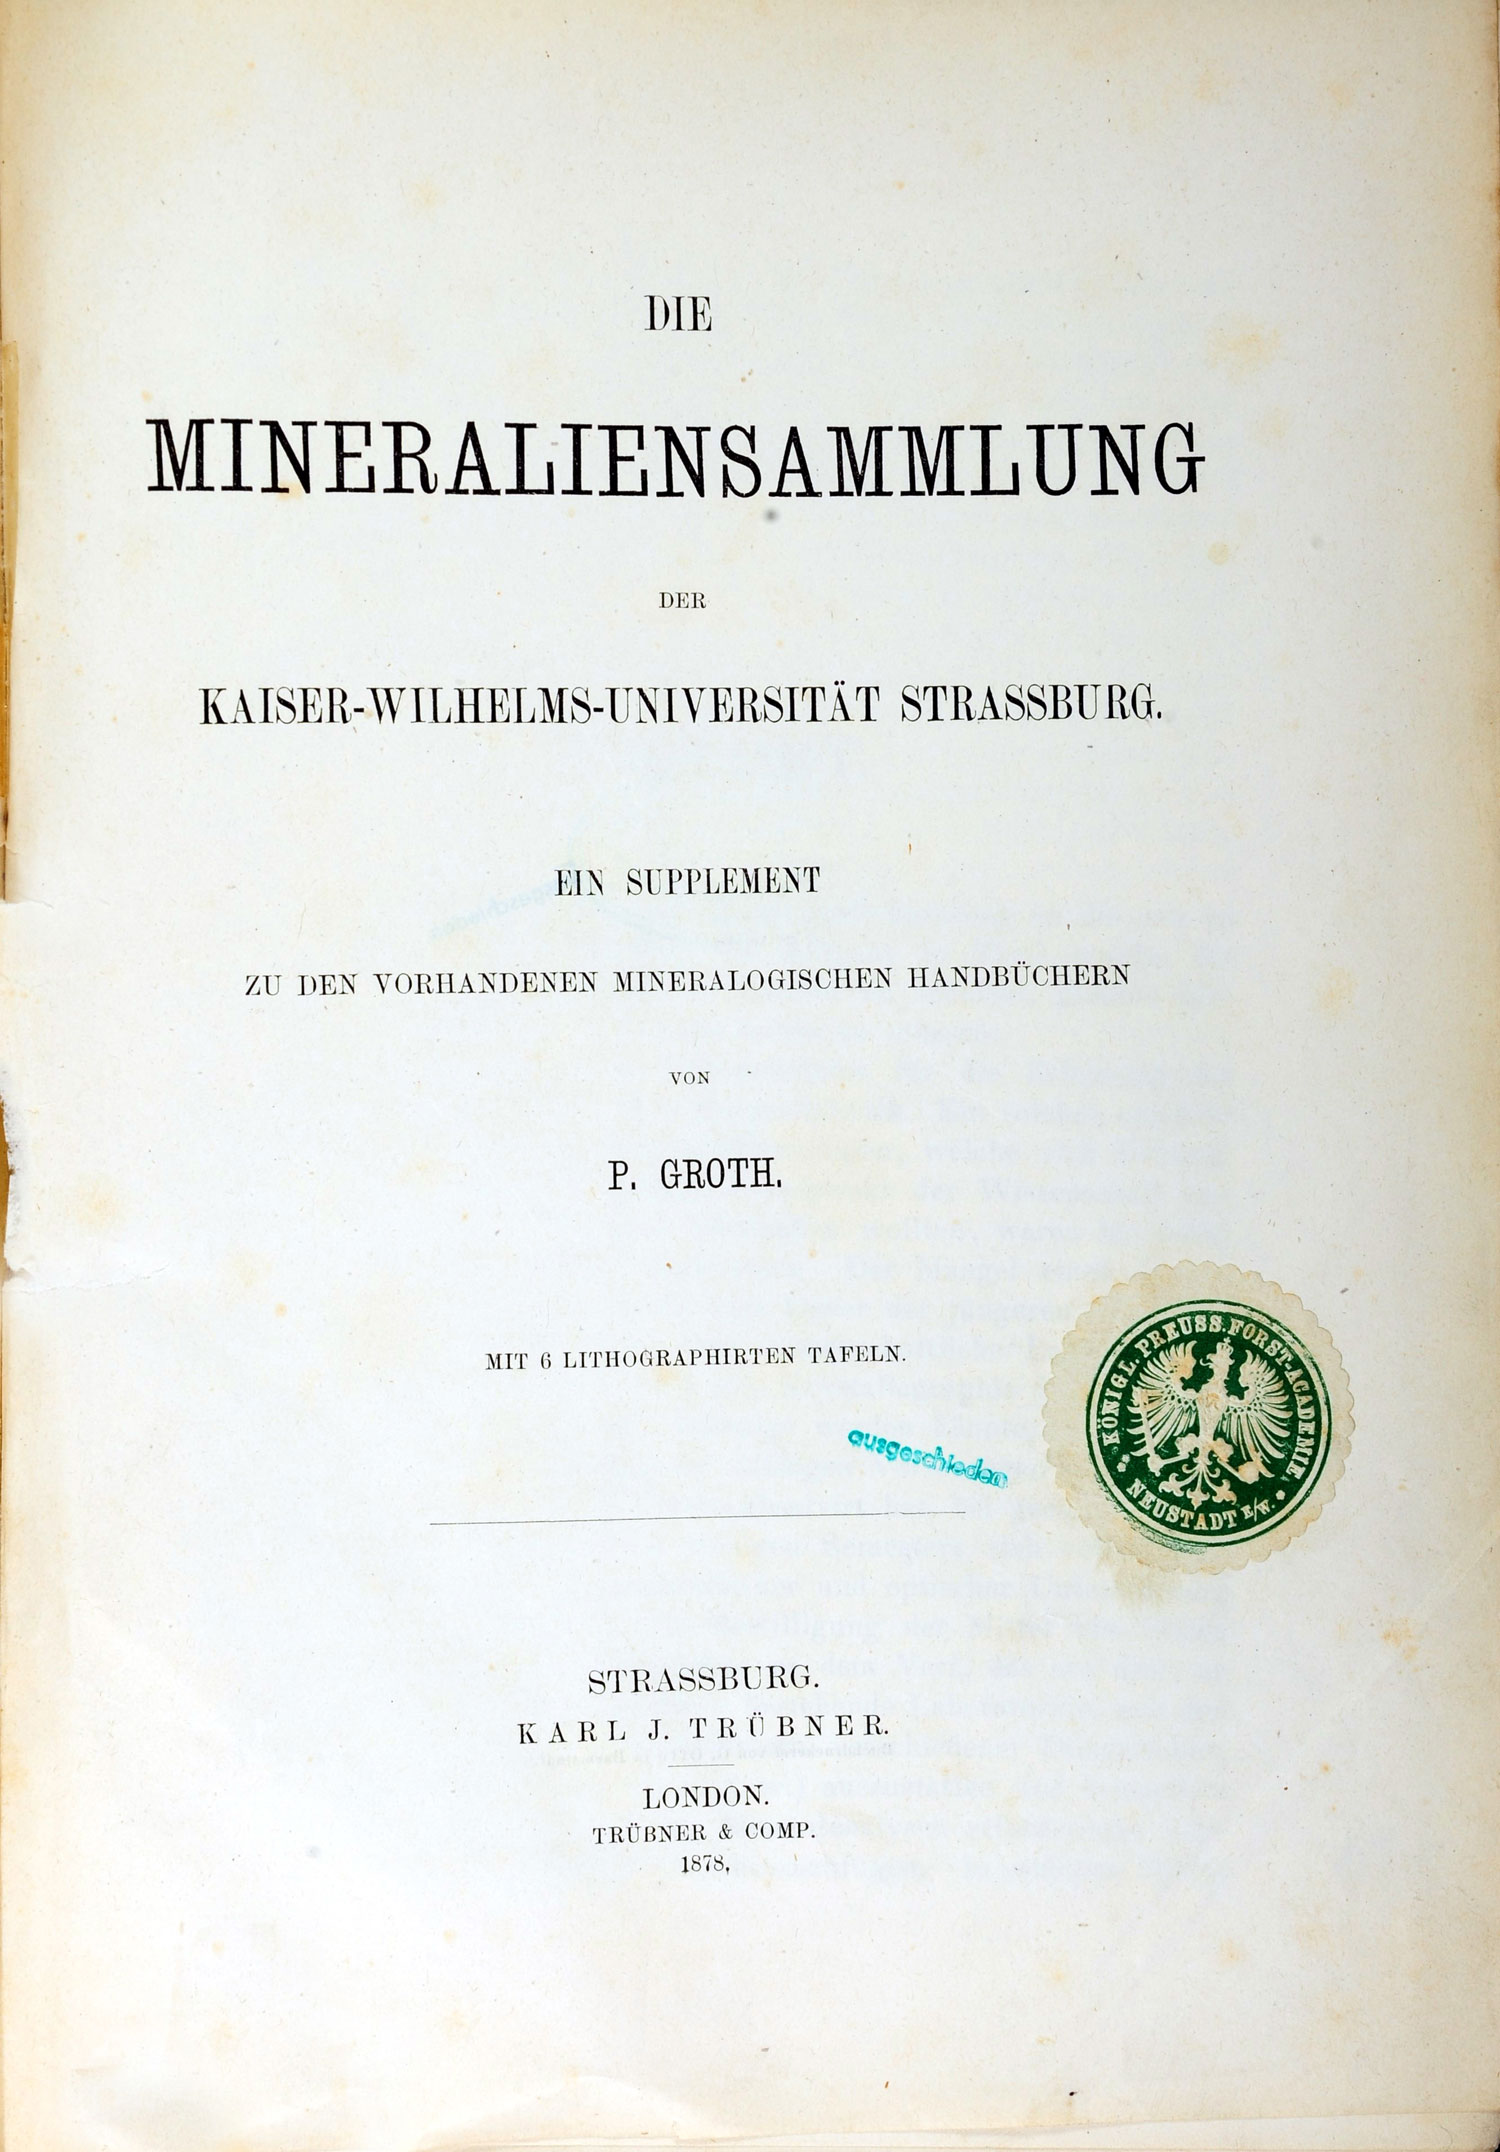 DIE
MINERALIENSAMMLUNG
DER
KAISER-WILHELMS-UNIVERSITÄT STRASSBURG.
EIN SUPPLEMENT
ZU DEN VORHANDENEN MINERALOGISCHEN HANDBÜCHERN
VON
P. GROTH.
MIT 6 LITHOGRAPHIRTEN TAFELN.
ausgeschieden
KÖNIGL. PREUSS. FORST-ACADEMIE.
NEUSTADT E/W.
STRASSBURG.
KARL J. TRÜBNER.
LONDON.
TRÜBNER & COMP.
1878.